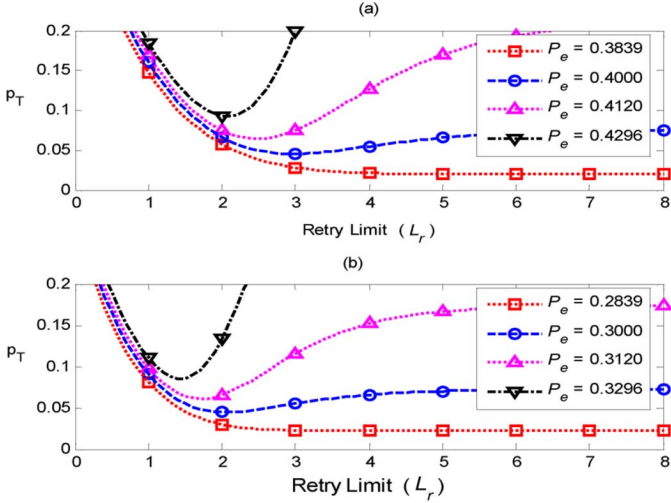 (a)
0.2
0.15
0.1
0.05
0
p_T
P_e = 0.3839
P_e = 0.4000
P_e = 0.4120
P_e = 0.4296
0 1 2 3 4 5 6 7 8
Retry Limit (L_r)
(b)
0.2
0.15
0.1
0.05
0
p_T
P_e = 0.2839
P_e = 0.3000
P_e = 0.3120
P_e = 0.3296
0 1 2 3 4 5 6 7 8
Retry Limit (L_r)